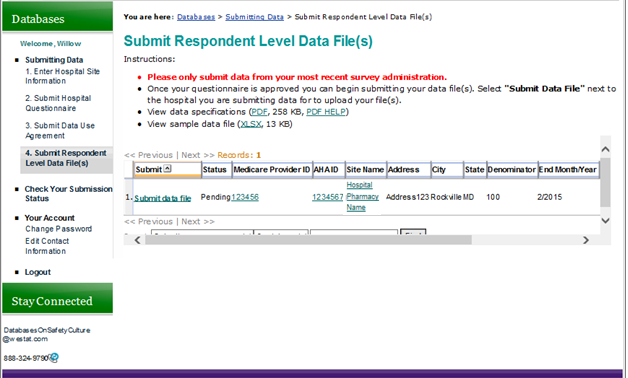 Databases
You are here: Databases > Submitting Data > Submit Respondent Level Data File(s)
Welcome, Willow
Submitting Data
1. Enter Hospital Site
Information
2. Submit Hospital
Questionnaire
3. Submit Data Use
Agreement
4. Submit Respondent
Level Data File(s)
Check Your Submission
Status
Your Account
Change Password
Edit Contact
Information
Logout
Stay Connected
DatabasesOnSafetyCulture
@westat.com
888-324-9790
Submit Respondent Level Data File(s)
Instructions:
Please only submit data from your most recent survey administration.
Once your questionnaire is approved you can begin submitting your data file(s). Select "Submit Data File" next to
the hospital you are submitting data for to upload your file(s).
View data specifications (PDF, 258 KB, PDF HELP)
View sample data file (XLSX, 13 KB)
<< Previous | Next >> Records: 1
Submit Status Medicare Provider ID AHA ID Site Name Address City State Denominator End Month/Year
1. Submit data file Pending 123456 1234567 Hospital Pharmacy Name Address123 Rockville MD 100 2/2015
<< Previous | Next >>